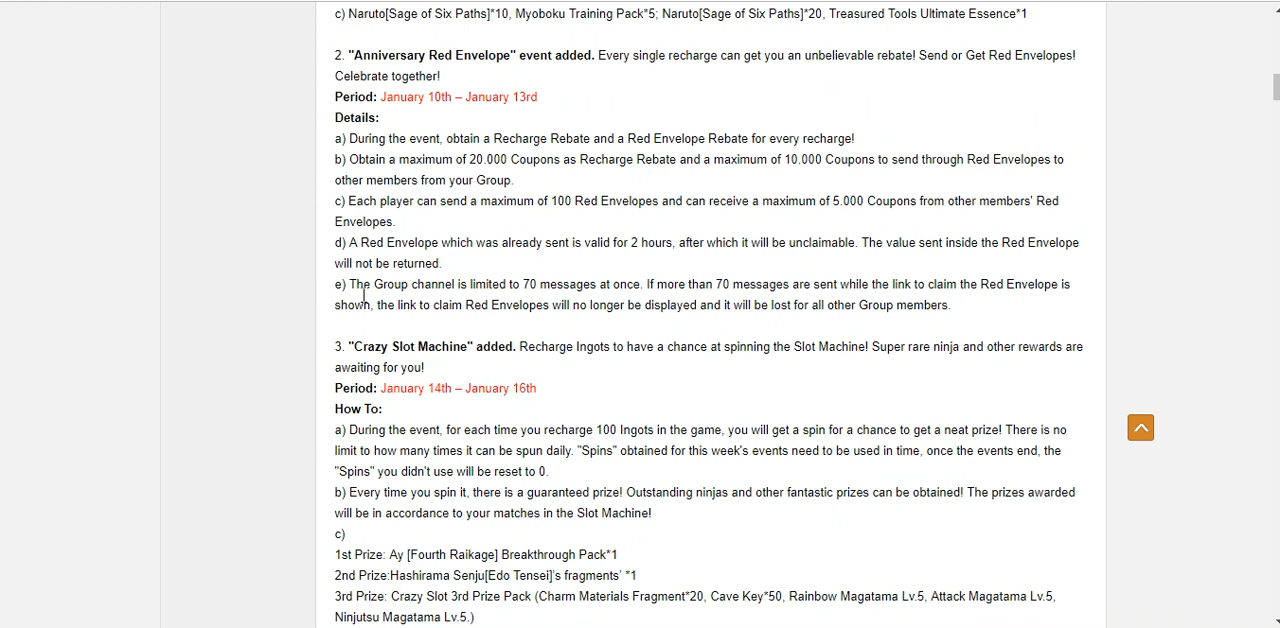 c) Naruto[Sage of Six Paths]*10, Myoboku Training Pack*5; Naruto[Sage of Six Paths]*20, Treasured Tools Ultimate Essence*1
2. "Anniversary Red Envelope" event added. Every single recharge can get you an unbelievable rebate! Send or Get Red Envelopes!
Celebrate together!
Period: January 10th – January 13rd
Details:
a) During the event, obtain a Recharge Rebate and a Red Envelope Rebate for every recharge!
b) Obtain a maximum of 20.000 Coupons as Recharge Rebate and a maximum of 10.000 Coupons to send through Red Envelopes to
other members from your Group.
c) Each player can send a maximum of 100 Red Envelopes and can receive a maximum of 5.000 Coupons from other members' Red
Envelopes.
d) A Red Envelope which was already sent is valid for 2 hours, after which it will be unclaimable. The value sent inside the Red Envelope
will not be returned.
e) The Group channel is limited to 70 messages at once. If more than 70 messages are sent while the link to claim the Red Envelope is
shown, the link to claim Red Envelopes will no longer be displayed and it will be lost for all other Group members.
3. "Crazy Slot Machine" added. Recharge Ingots to have a chance at spinning the Slot Machine! Super rare ninja and other rewards are
awaiting for you!
Period: January 14th – January 16th
How To:
a) During the event, for each time you recharge 100 Ingots in the game, you will get a spin for a chance to get a neat prize! There is no
limit to how many times it can be spun daily. "Spins" obtained for this week's events need to be used in time, once the events end, the
"Spins" you didn't use will be reset to 0.
b) Every time you spin it, there is a guaranteed prize! Outstanding ninjas and other fantastic prizes can be obtained! The prizes awarded
will be in accordance to your matches in the Slot Machine!
c)
1st Prize: Ay [Fourth Raikage] Breakthrough Pack*1
2nd Prize:Hashirama Senju[Edo Tensei]'s fragments' *1
3rd Prize: Crazy Slot 3rd Prize Pack (Charm Materials Fragment*20, Cave Key*50, Rainbow Magatama Lv.5, Attack Magatama Lv.5,
Ninjutsu Magatama Lv.5.)